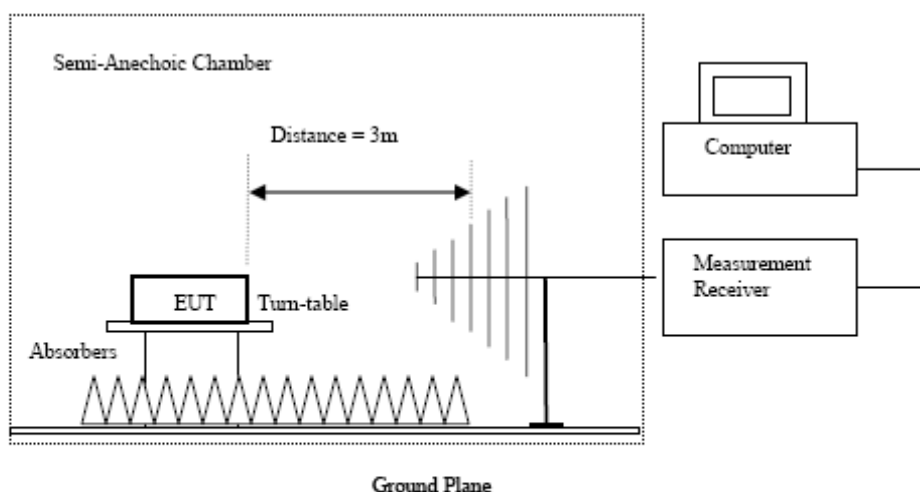 Semi-Anechoic Chamber
Distance = 3m
Computer
Measurement
Receiver
EUT
Turn-table
Absorbers
Ground Plane